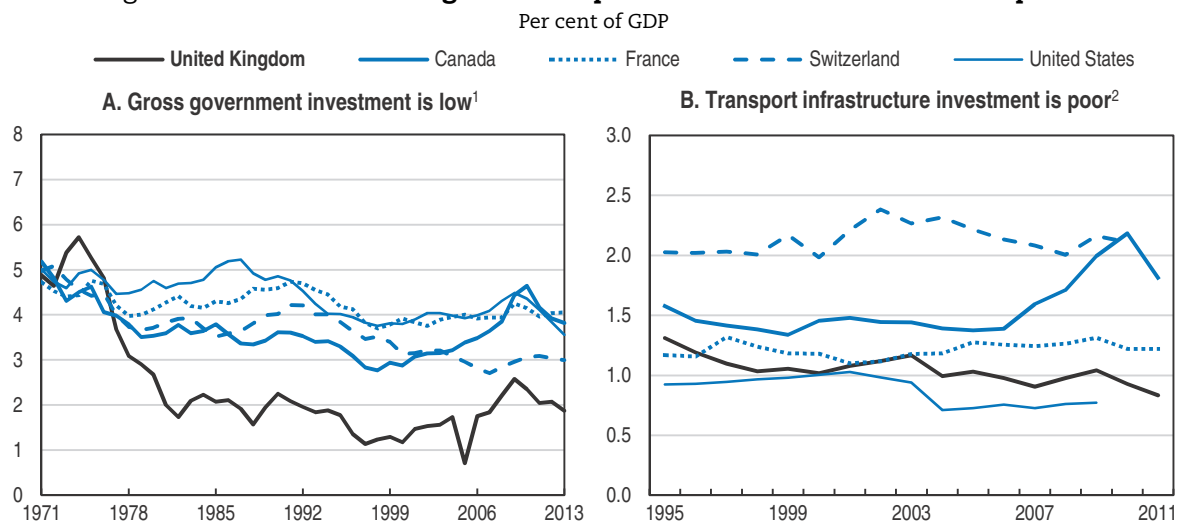 Per cent of GDP
United Kingdom Canada France Switzerland United States
A. Gross government investment is low¹
B. Transport infrastructure investment is poor²
8
7
6
5
4
3
2
1
0
1971 1978 1985 1992 1999 2006 2013
3.0
2.5
2.0
1.5
1.0
0.5
0.0
1995 1999 2003 2007 2011